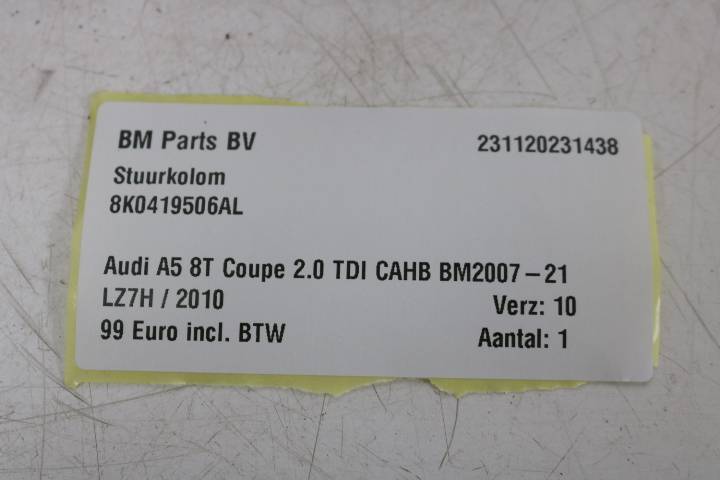 BM Parts BV 231120231438
Stuurkolom
8K0419506AL
Audi A5 8T Coupe 2.0 TDI CAHB BM2007-21
LZ7H / 2010 Verz: 10
99 Euro incl. BTW Aantal: 1